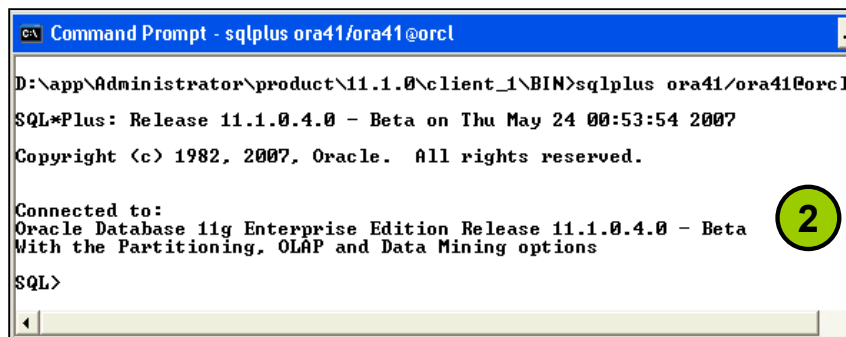 Command Prompt - sqlplus ora41/ora41@orcl
D:\app\Administrator\product\11.1.0\client_1\BIN>sqlplus ora41/ora41@orcl
SQL*Plus: Release 11.1.0.4.0 - Beta on Thu May 24 00:53:54 2007
Copyright (c) 1982, 2007, Oracle.  All rights reserved.
Connected to:
Oracle Database 11g Enterprise Edition Release 11.1.0.4.0 - Beta
With the Partitioning, OLAP and Data Mining options
2
SQL>